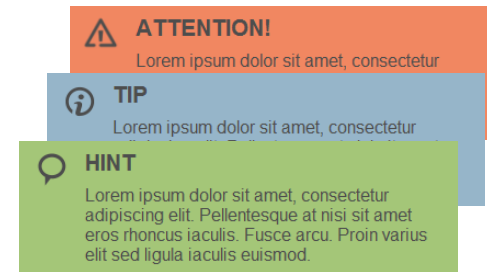 ATTENTION!
Lorem ipsum dolor sit amet, consectetur
TIP
Lorem ipsum dolor sit amet, consectetur
HINT
Lorem ipsum dolor sit amet, consectetur
adipiscing elit. Pellentesque at nisi sit amet
eros rhoncus iaculis. Fusce arcu. Proin varius
elit sed ligula iaculis euismod.